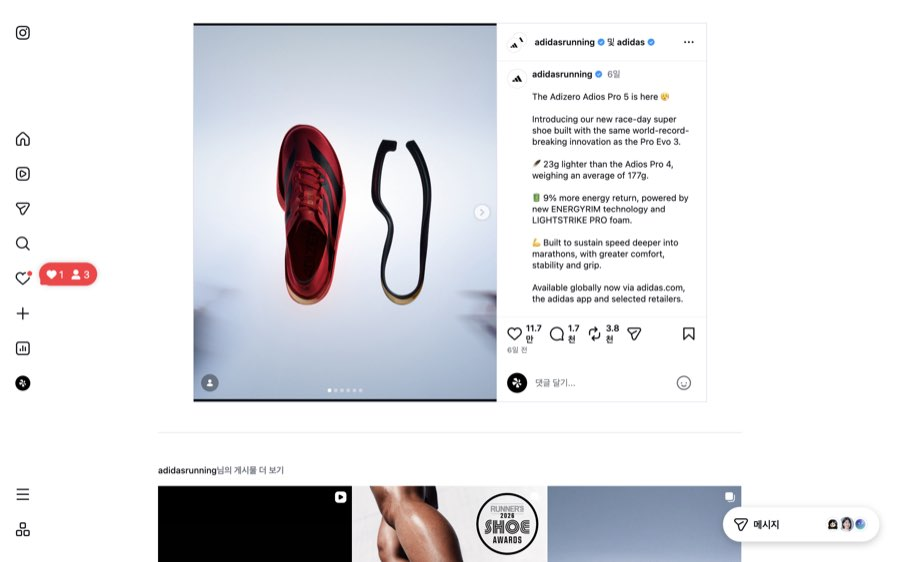 adidasrunning 및 adidas
adidasrunning 6일
The Adizero Adios Pro 5 is here 🤯
Introducing our new race-day super
shoe built with the same world-record-
breaking innovation as the Pro Evo 3.
🪶 23g lighter than the Adios Pro 4,
weighing an average of 177g.
🔋 9% more energy return, powered by
new ENERGYRIM technology and
LIGHTSTRIKE PRO foam.
💪 Built to sustain speed deeper into
marathons, with greater comfort,
stability and grip.
Available globally now via adidas.com,
the adidas app and selected retailers.
1 3
11.7만 1.7천 3.8천
6일 전
댓글 달기...
adidasrunning님의 게시물 더 보기
RUNNER'S
2026
SHOE
AWARDS
메시지